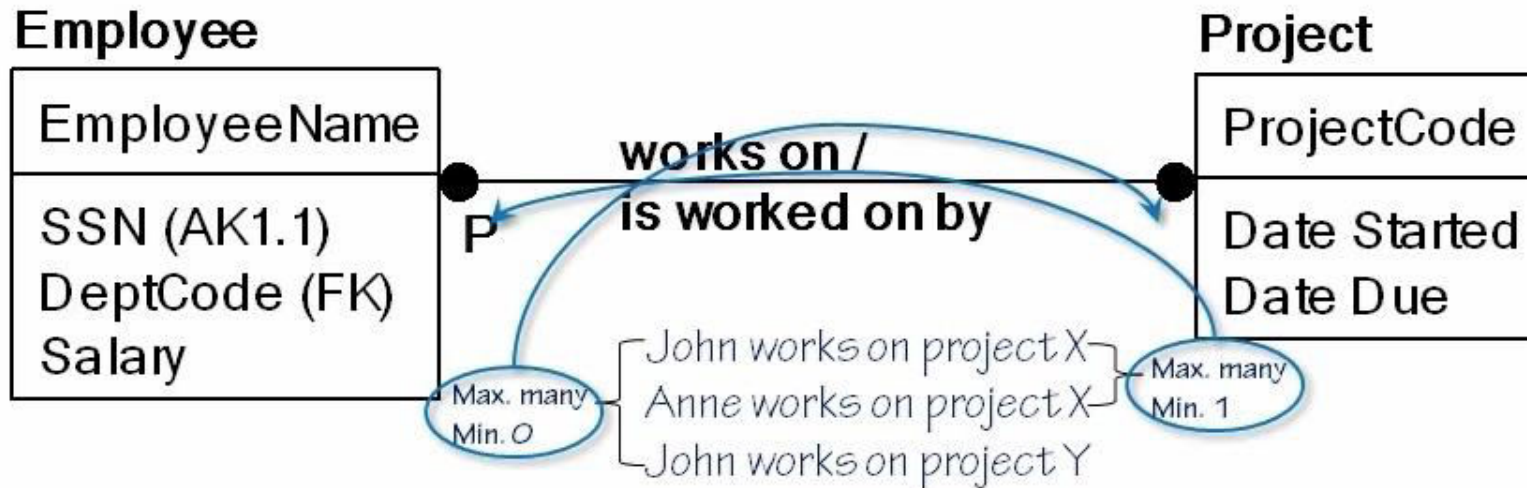 Employee
EmployeeName
SSN (AK1.1)
DeptCode (FK)
Salary
P
works on /
is worked on by
Project
ProjectCode
Date Started
Date Due
Max. many
Min. 0
John works on project X
Anne works on project X
John works on project Y
Max. many
Min. 1